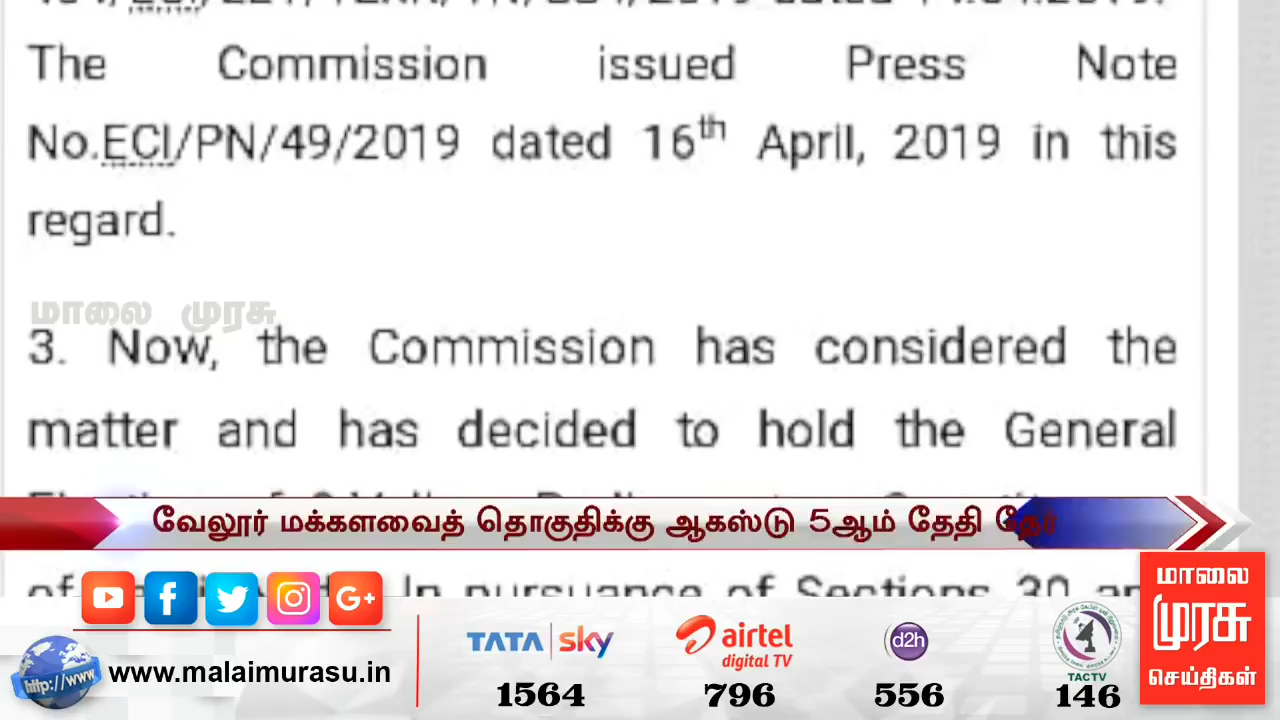 The Commission issued Press Note
No.ECI/PN/49/2019 dated 16th April, 2019 in this
regard.
மாலை முரசு
3. Now, the Commission has considered the
matter and has decided to hold the General
வேலூர் மக்களவைத் தொகுதிக்கு ஆகஸ்டு 5ஆம் தேதி தேர்
of In pursuance of Sections 30
மாலை
முரசு
செய்திகள்
http://www
www.malaimurasu.in
TATA sky
1564
airtel
digital TV
796
d2h
556
TACTV
146